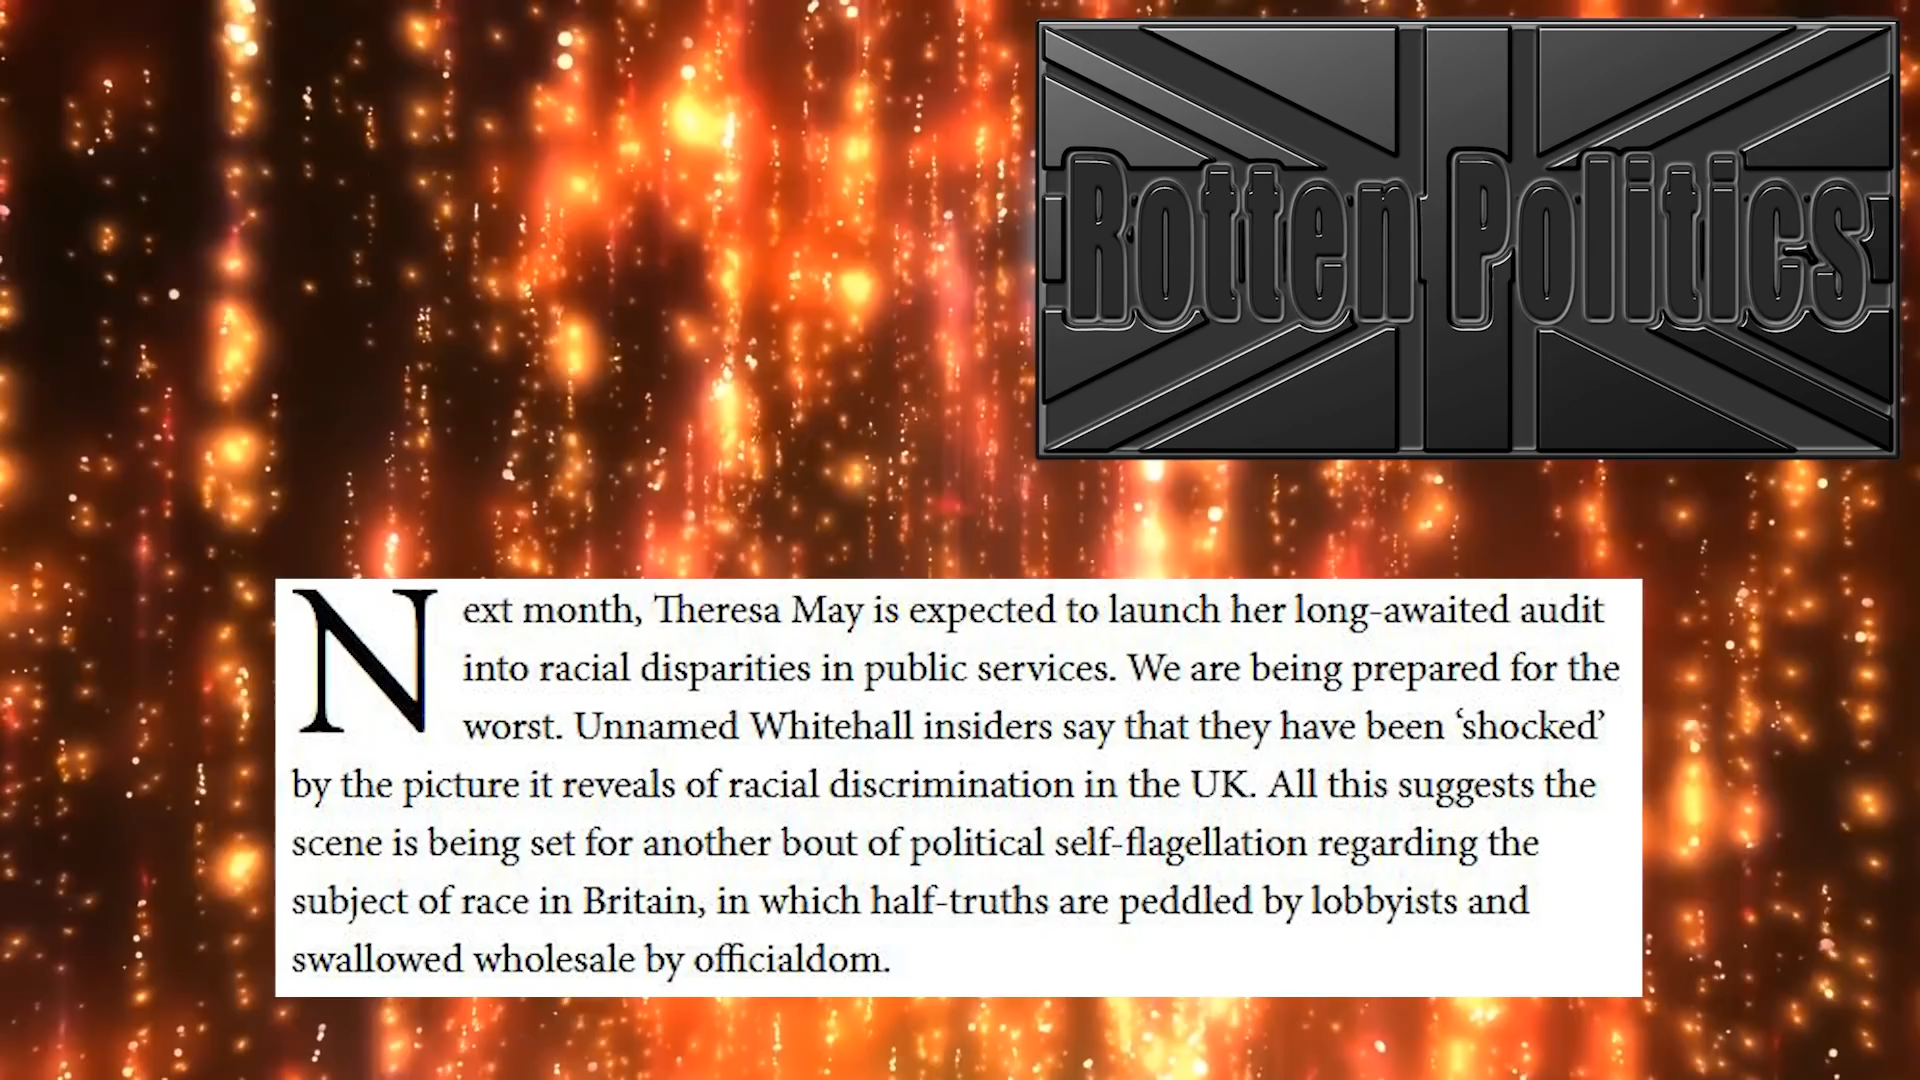 Rotten Politics
Next month, Theresa May is expected to launch her long-awaited audit
into racial disparities in public services. We are being prepared for the
worst. Unnamed Whitehall insiders say that they have been ‘shocked’
by the picture it reveals of racial discrimination in the UK. All this suggests the
scene is being set for another bout of political self-flagellation regarding the
subject of race in Britain, in which half-truths are peddled by lobbyists and
swallowed wholesale by officialdom.